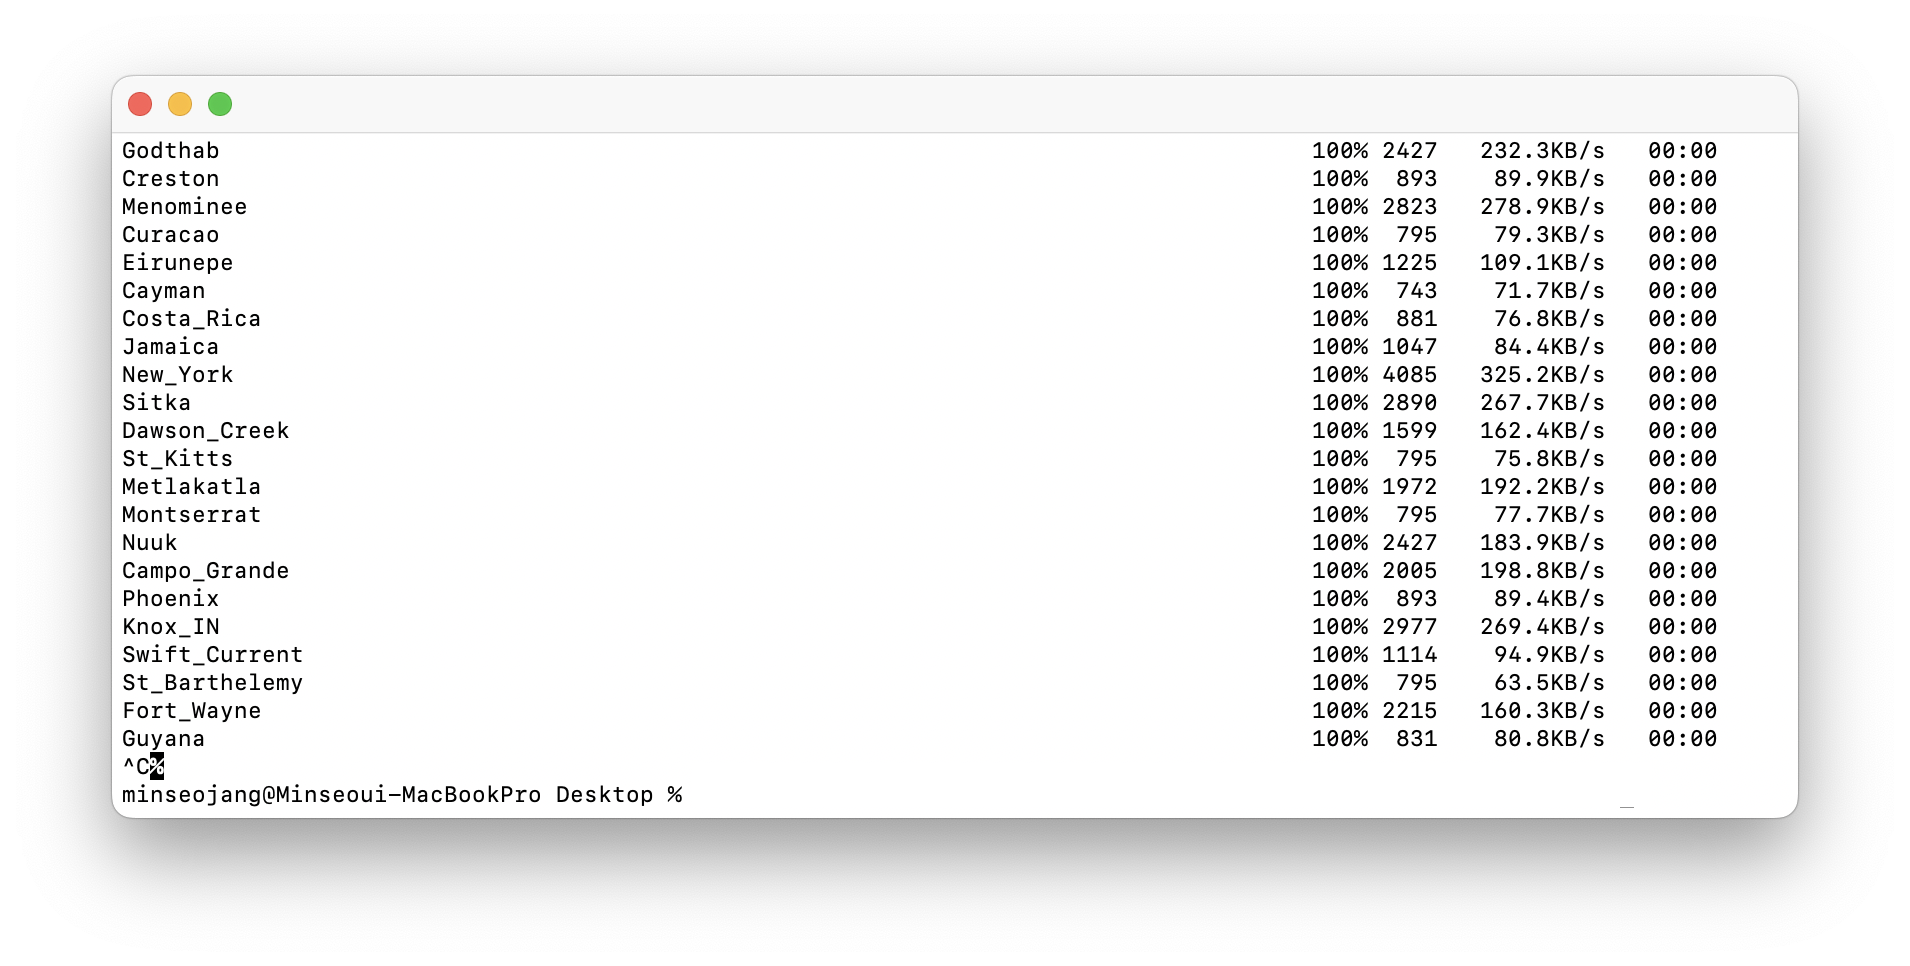 Godthab 100% 2427 232.3KB/s 00:00
Creston 100% 893 89.9KB/s 00:00
Menominee 100% 2823 278.9KB/s 00:00
Curacao 100% 795 79.3KB/s 00:00
Eirunepe 100% 1225 109.1KB/s 00:00
Cayman 100% 743 71.7KB/s 00:00
Costa_Rica 100% 881 76.8KB/s 00:00
Jamaica 100% 1047 84.4KB/s 00:00
New_York 100% 4085 325.2KB/s 00:00
Sitka 100% 2890 267.7KB/s 00:00
Dawson_Creek 100% 1599 162.4KB/s 00:00
St_Kitts 100% 795 75.8KB/s 00:00
Metlakatla 100% 1972 192.2KB/s 00:00
Montserrat 100% 795 77.7KB/s 00:00
Nuuk 100% 2427 183.9KB/s 00:00
Campo_Grande 100% 2005 198.8KB/s 00:00
Phoenix 100% 893 89.4KB/s 00:00
Knox_IN 100% 2977 269.4KB/s 00:00
Swift_Current 100% 1114 94.9KB/s 00:00
St_Barthelemy 100% 795 63.5KB/s 00:00
Fort_Wayne 100% 2215 160.3KB/s 00:00
Guyana 100% 831 80.8KB/s 00:00
^C%
minseojang@Minseoui-MacBookPro Desktop % _